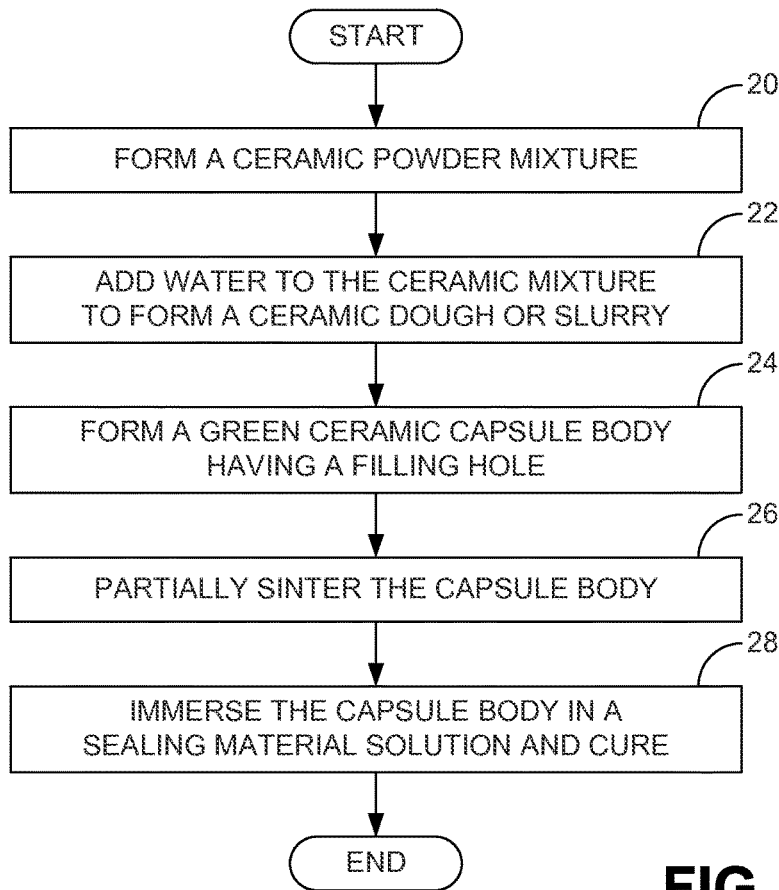 START
20
FORM A CERAMIC POWDER MIXTURE
22
ADD WATER TO THE CERAMIC MIXTURE
TO FORM A CERAMIC DOUGH OR SLURRY
24
FORM A GREEN CERAMIC CAPSULE BODY
HAVING A FILLING HOLE
26
PARTIALLY SINTER THE CAPSULE BODY
28
IMMERSE THE CAPSULE BODY IN A
SEALING MATERIAL SOLUTION AND CURE
END
FIG